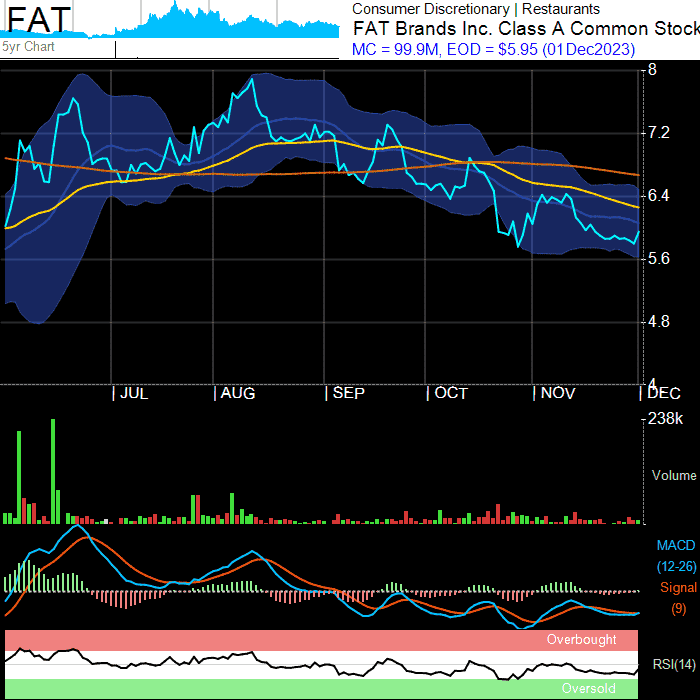 FAT
5yr Chart
Consumer Discretionary | Restaurants
FAT Brands Inc. Class A Common Stock
MC = 99.9M, EOD = $5.95 (01Dec2023)
8
7.2
6.4
5.6
4.8
4
JUL AUG SEP OCT NOV DEC
238k
Volume
MACD
(12-26)
Signal
(9)
Overbought
RSI(14)
Oversold